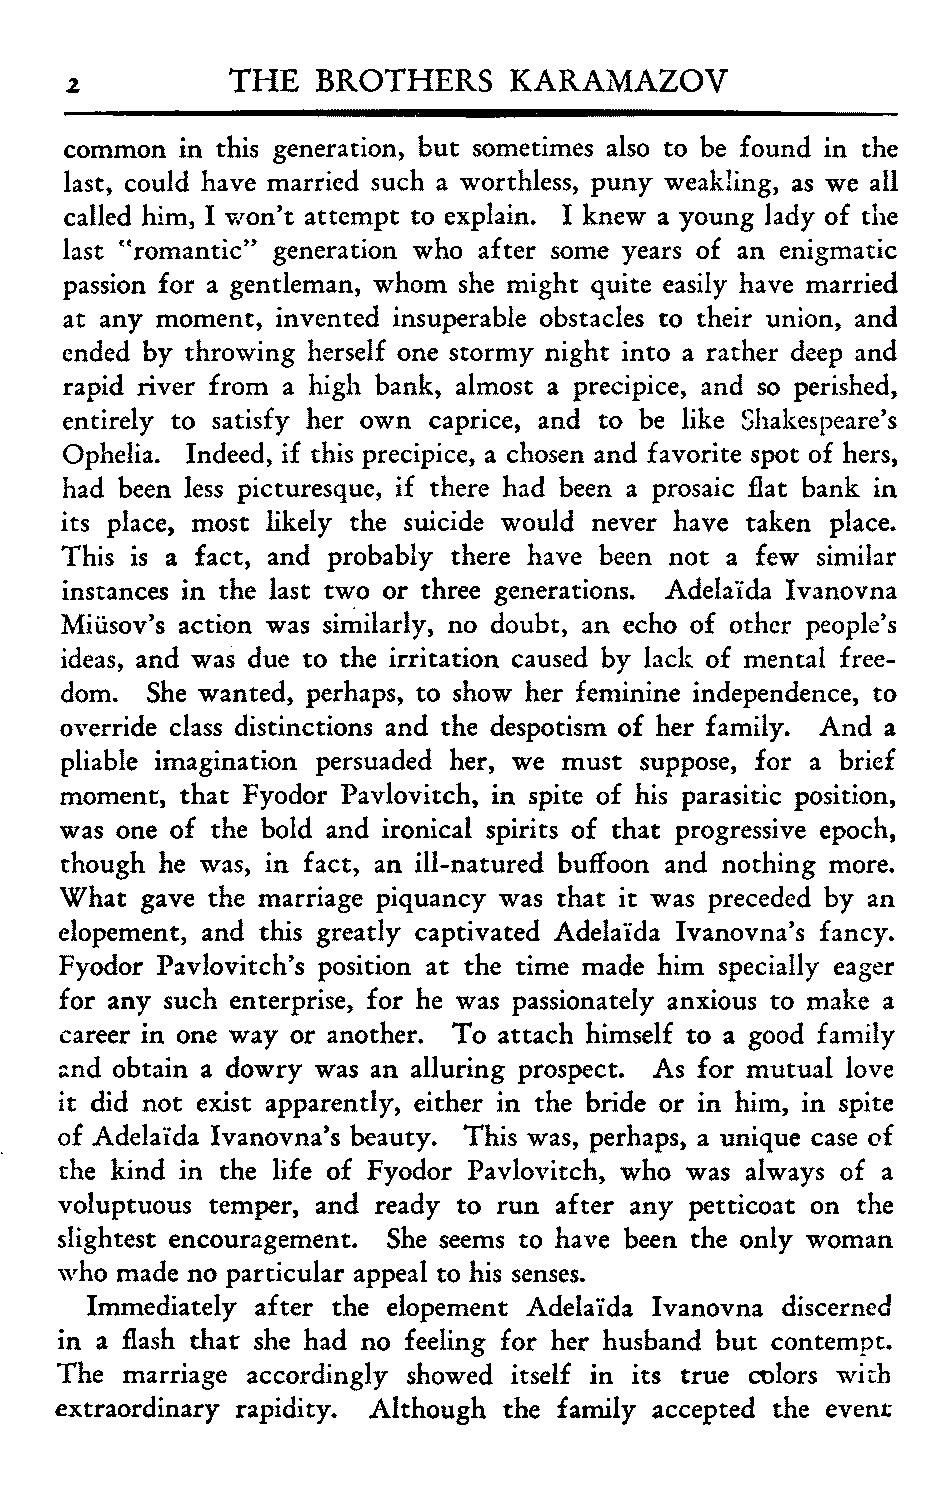 2 THE BROTHERS KARAMAZOV
common in this generation, but sometimes also to be found in the
last, could have married such a worthless, puny weakling, as we all
called him, I won't attempt to explain. I knew a young lady of the
last "romantic" generation who after some years of an enigmatic
passion for a gentleman, whom she might quite easily have married
at any moment, invented insuperable obstacles to their union, and
ended by throwing herself one stormy night into a rather deep and
rapid river from a high bank, almost a precipice, and so perished,
entirely to satisfy her own caprice, and to be like Shakespeare's
Ophelia. Indeed, if this precipice, a chosen and favorite spot of hers,
had been less picturesque, if there had been a prosaic flat bank in
its place, most likely the suicide would never have taken place.
This is a fact, and probably there have been not a few similar
instances in the last two or three generations. Adelaïda Ivanovna
Miüsov's action was similarly, no doubt, an echo of other people's
ideas, and was due to the irritation caused by lack of mental free-
dom. She wanted, perhaps, to show her feminine independence, to
override class distinctions and the despotism of her family. And a
pliable imagination persuaded her, we must suppose, for a brief
moment, that Fyodor Pavlovitch, in spite of his parasitic position,
was one of the bold and ironical spirits of that progressive epoch,
though he was, in fact, an ill-natured buffoon and nothing more.
What gave the marriage piquancy was that it was preceded by an
elopement, and this greatly captivated Adelaïda Ivanovna's fancy.
Fyodor Pavlovitch's position at the time made him specially eager
for any such enterprise, for he was passionately anxious to make a
career in one way or another. To attach himself to a good family
and obtain a dowry was an alluring prospect. As for mutual love
it did not exist apparently, either in the bride or in him, in spite
of Adelaïda Ivanovna's beauty. This was, perhaps, a unique case of
the kind in the life of Fyodor Pavlovitch, who was always of a
voluptuous temper, and ready to run after any petticoat on the
slightest encouragement. She seems to have been the only woman
who made no particular appeal to his senses.
Immediately after the elopement Adelaïda Ivanovna discerned
in a flash that she had no feeling for her husband but contempt.
The marriage accordingly showed itself in its true colors with
extraordinary rapidity. Although the family accepted the event